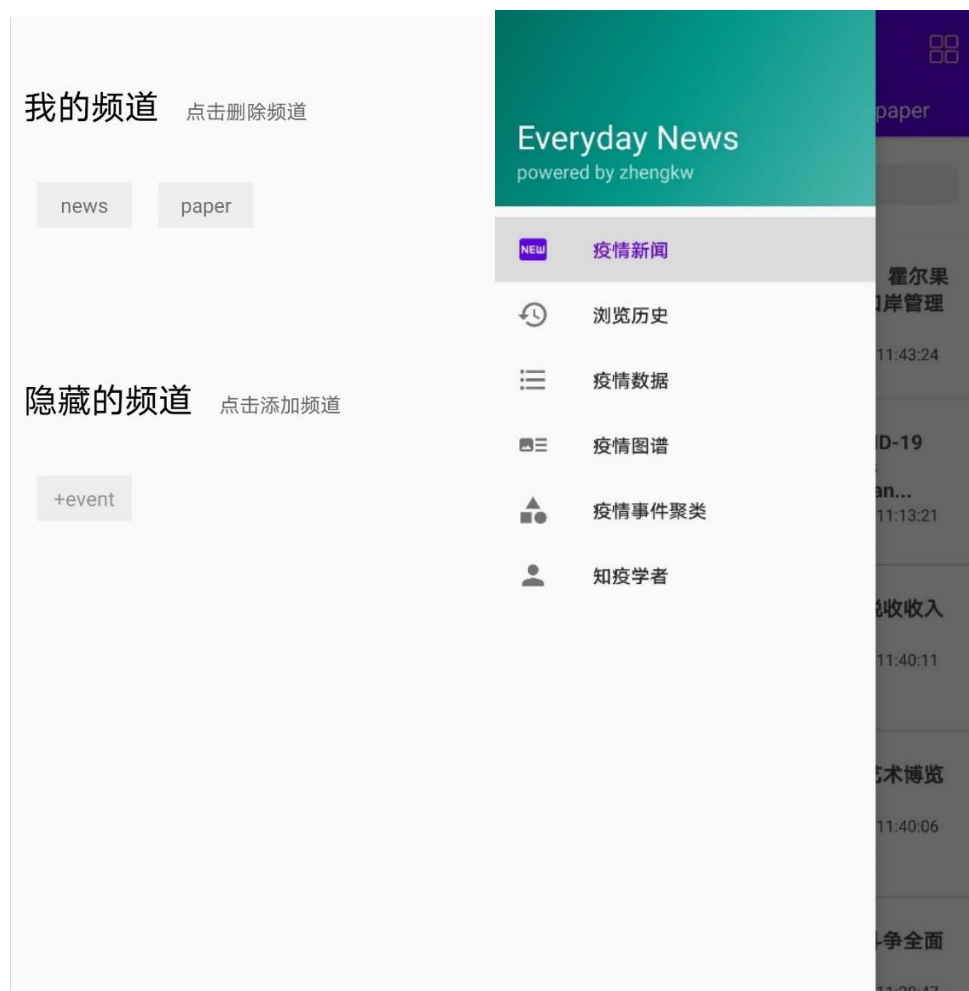 我的频道 点击删除频道
news paper
隐藏的频道 点击添加频道
+event
Everyday News
powered by zhengkw
NEW 疫情新闻
浏览历史
疫情数据
疫情图谱
疫情事件聚类
知疫学者
paper
霍尔果
岸管理
11:43:24
D-19
an...
11:13:21
收收入
11:40:11
术博览
11:40:06
争全面